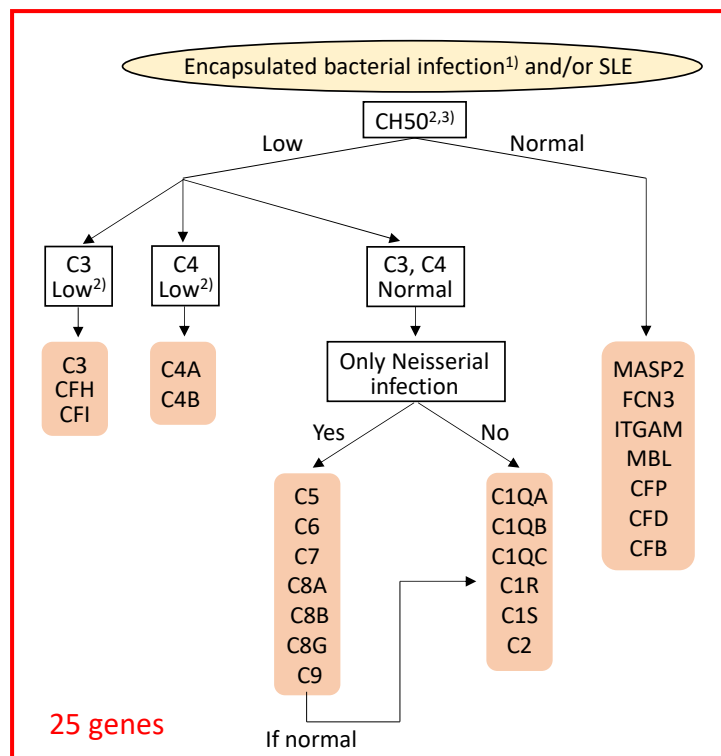 Encapsulated bacterial infection¹⁾ and/or SLE
CH50²,³⁾
Low
Normal
C3
Low²⁾
C4
Low²⁾
C3, C4
Normal
C3
CFH
CFI
C4A
C4B
Only Neisserial
infection
MASP2
FCN3
ITGAM
MBL
CFP
CFD
CFB
Yes
No
C5
C6
C7
C8A
C8B
C8G
C9
C1QA
C1QB
C1QC
C1R
C1S
C2
25 genes
If normal